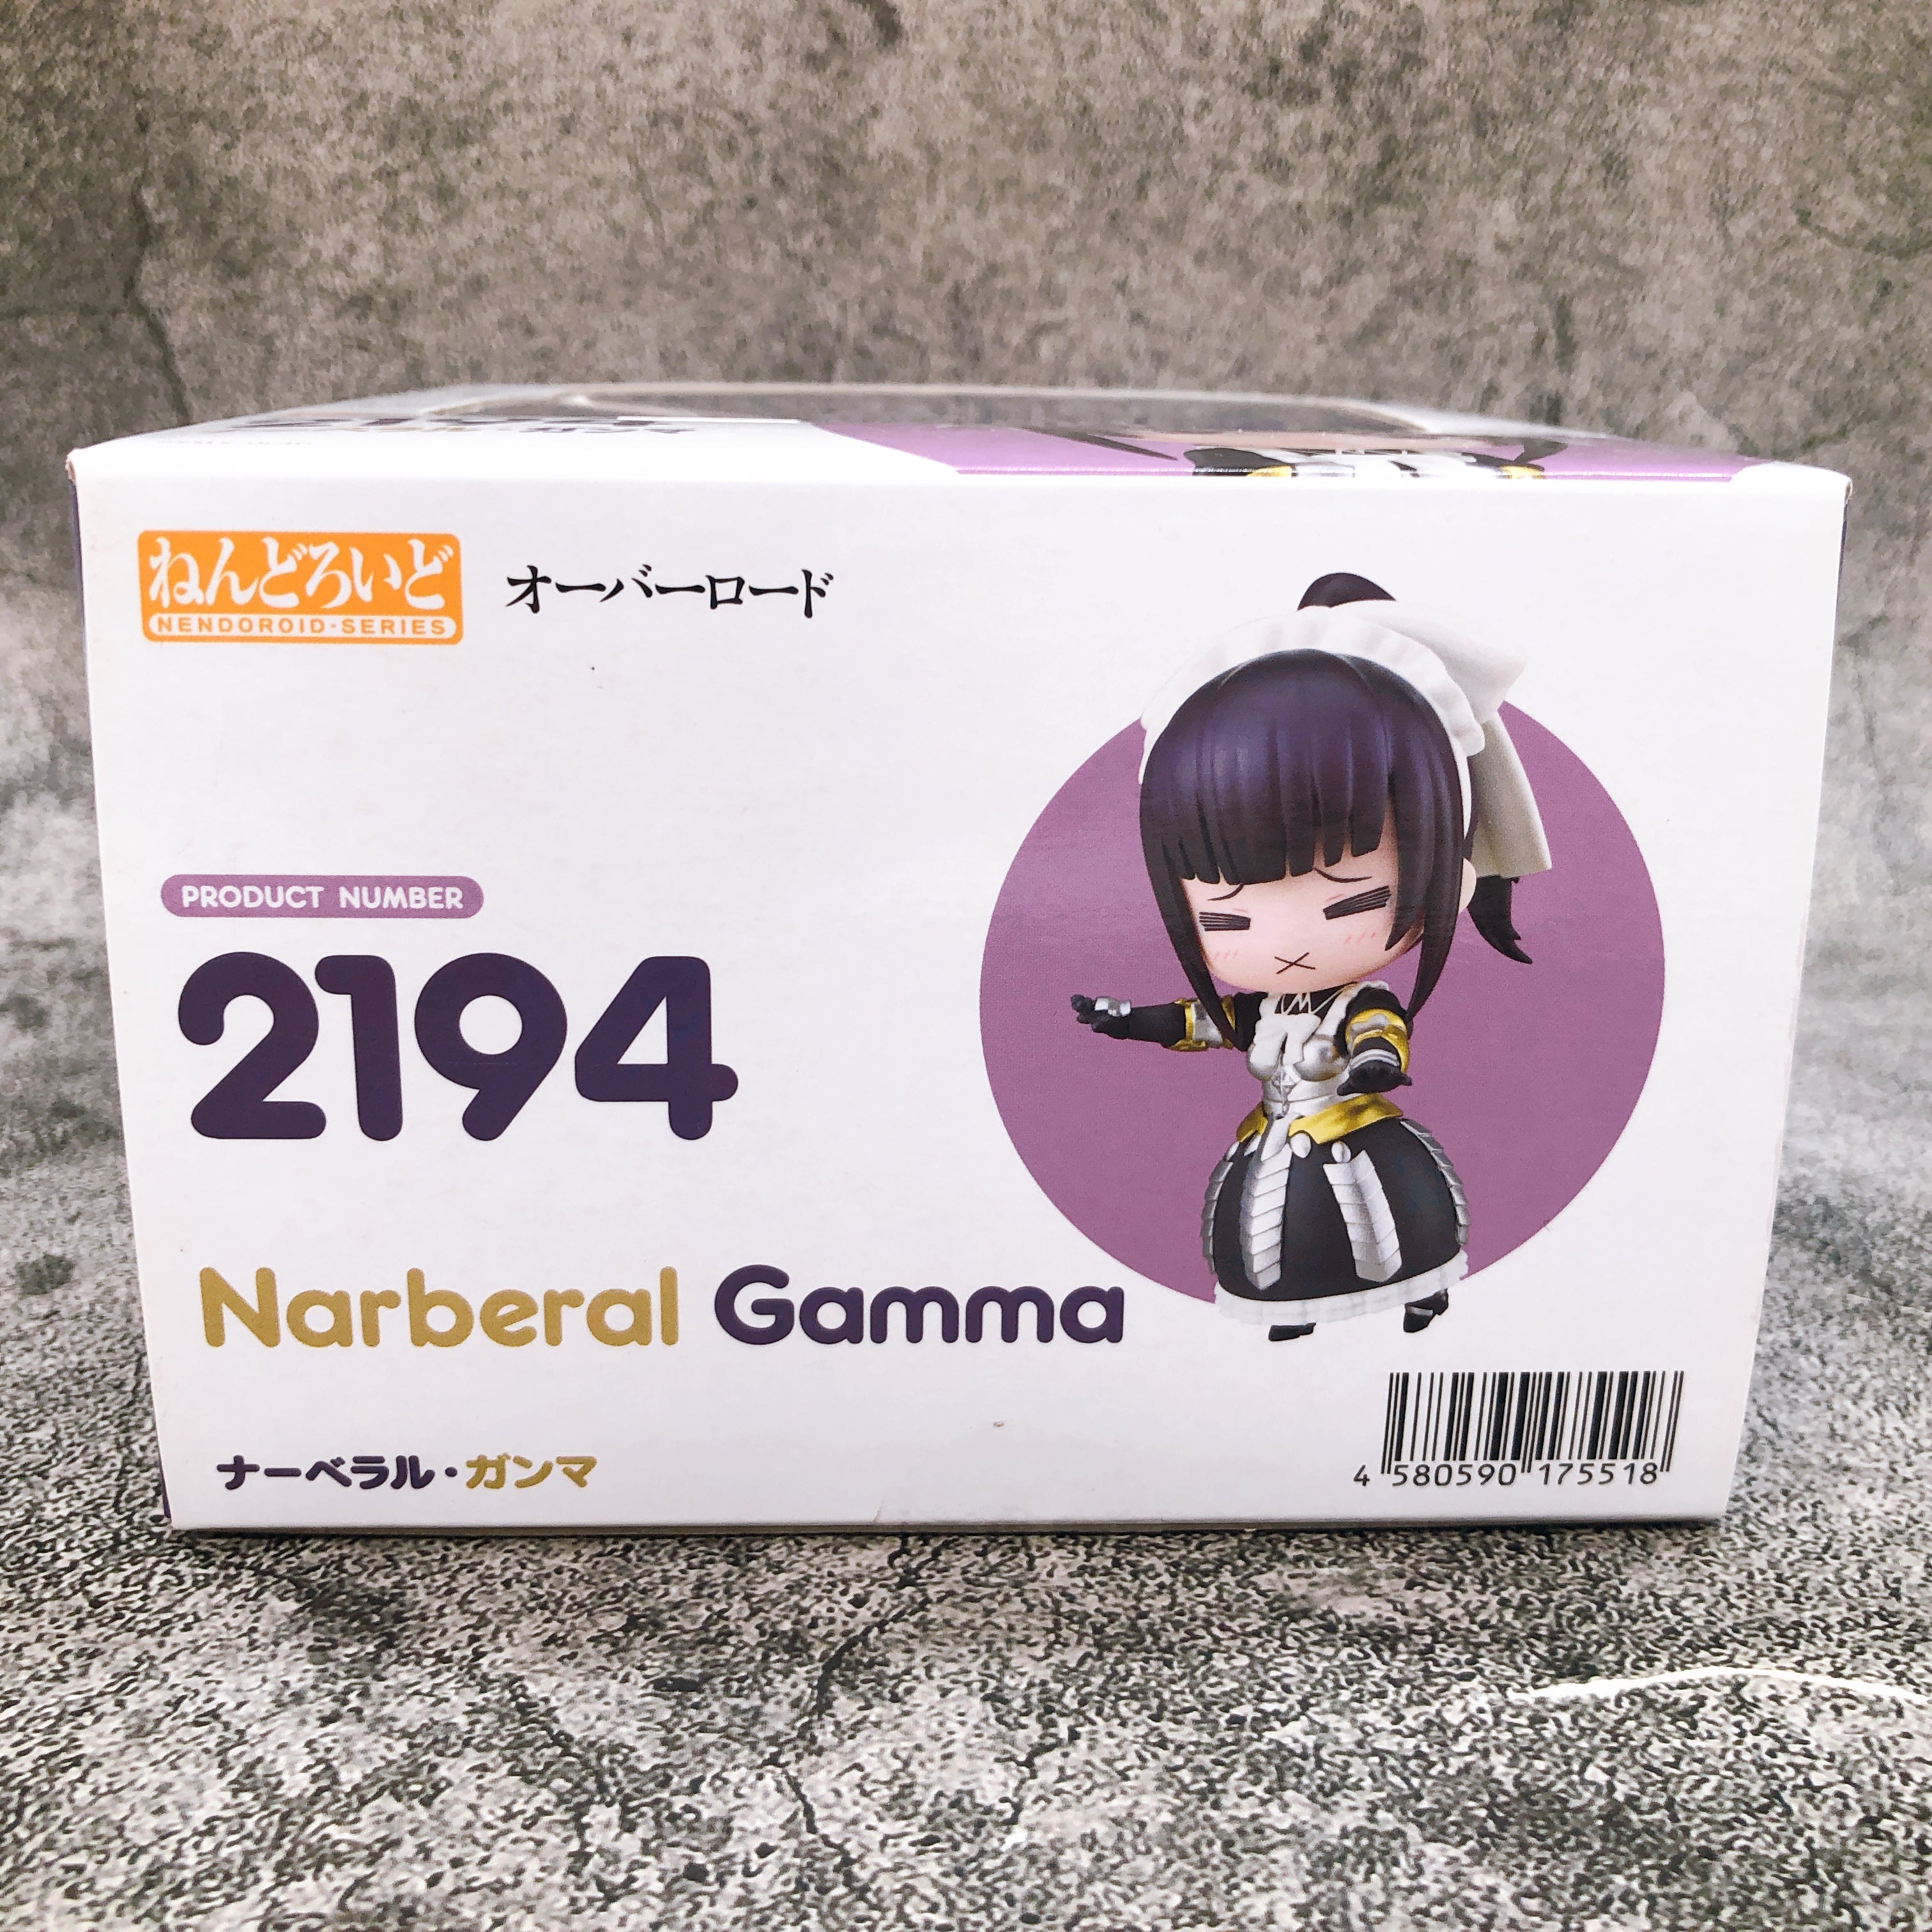 ねんどろいど
NENDOROID·SERIES
オーバーロード
PRODUCT NUMBER
2194
Narberal Gamma
ナーベラル・ガンマ
4 580590 175518